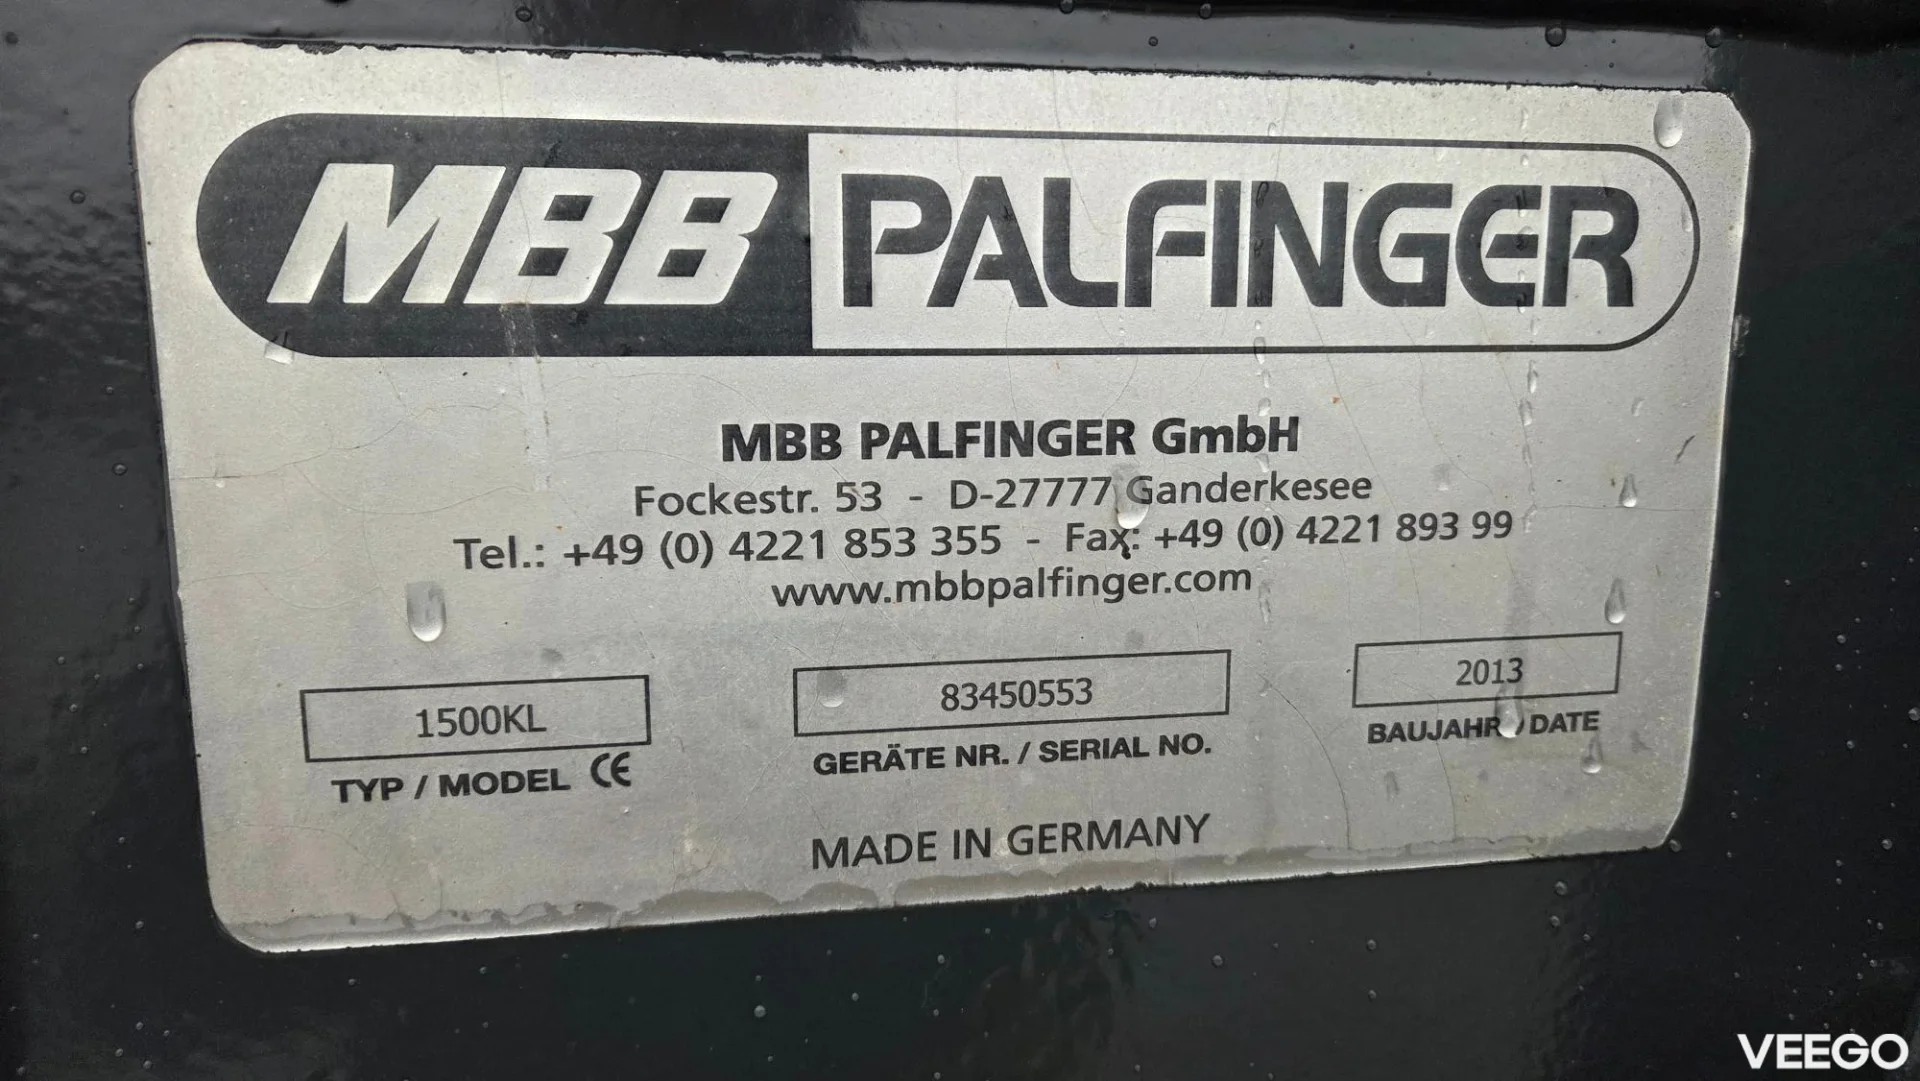 MBB PALFINGER
MBB PALFINGER GmbH
Fockestr. 53 - D-27777 Ganderkesee
Tel.: +49 (0) 4221 853 355 - Fax: +49 (0) 4221 893 99
www.mbbpalfinger.com
1500KL 83450553 2013
TYP / MODEL CE GERÄTE NR. / SERIAL NO. BAUJAHR / DATE
MADE IN GERMANY
VEEGO